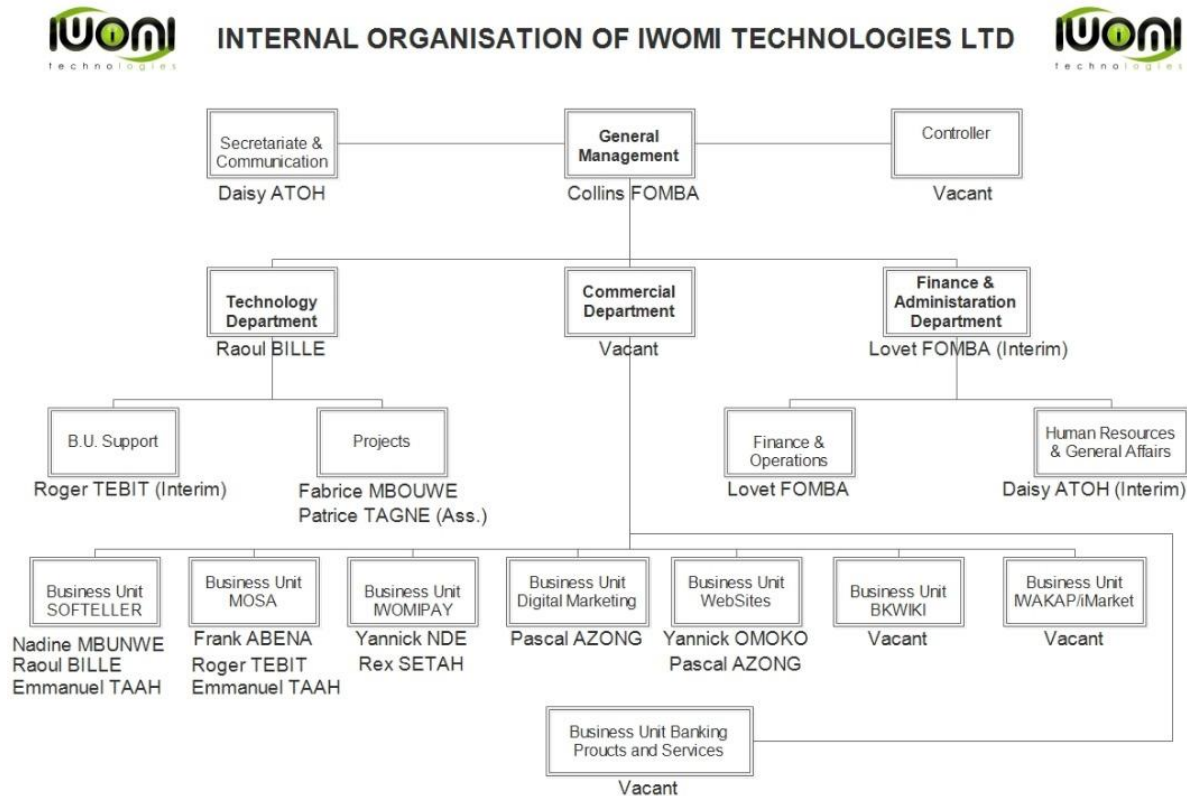 IWOMI
technologies
INTERNAL ORGANISATION OF IWOMI TECHNOLOGIES LTD
IWOMI
technologies
Secretariate &
Communication
Daisy ATOH
General
Management
Collins FOMBA
Controller
Vacant
Technology
Department
Raoul BILLE
Commercial
Department
Vacant
Finance &
Administaration
Department
Lovet FOMBA (Interim)
B.U. Support
Roger TEBIT (Interim)
Projects
Fabrice MBOUWE
Patrice TAGNE (Ass.)
Finance &
Operations
Lovet FOMBA
Human Resources
& General Affairs
Daisy ATOH (Interim)
Business Unit
SOFTELLER
Nadine MBUNWE
Raoul BILLE
Emmanuel TAAH
Business Unit
MOSA
Frank ABENA
Roger TEBIT
Emmanuel TAAH
Business Unit
IWOMIPAY
Yannick NDE
Rex SETAH
Business Unit
Digital Marketing
Pascal AZONG
Business Unit
WebSites
Yannick OMOKO
Pascal AZONG
Business Unit
BKWIKI
Vacant
Business Unit
IWAKAP/iMarket
Vacant
Business Unit Banking
Proucts and Services
Vacant